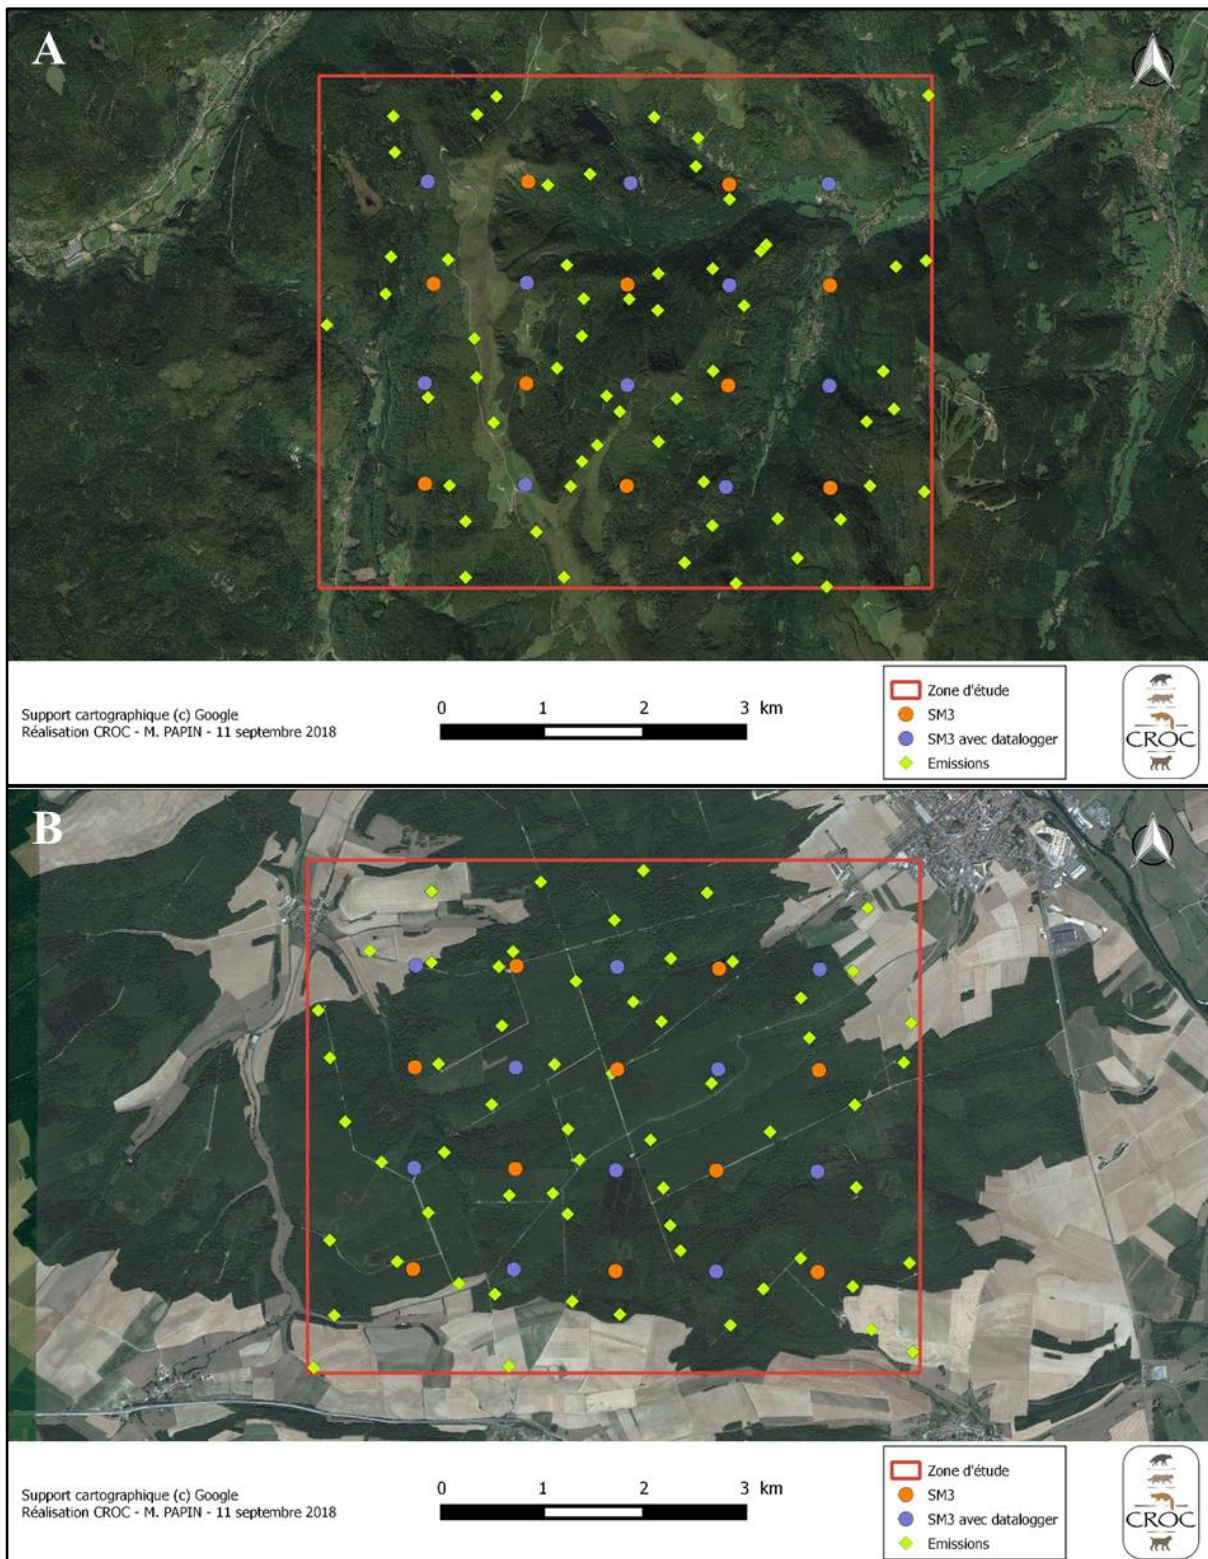 A
Support cartographique (c) Google
Réalisation CROC - M. PAPIN - 11 septembre 2018
0 1 2 3 km
Zone d'étude
SM3
SM3 avec datalogger
Emissions
CROC
B
Support cartographique (c) Google
Réalisation CROC - M. PAPIN - 11 septembre 2018
0 1 2 3 km
Zone d'étude
SM3
SM3 avec datalogger
Emissions
CROC